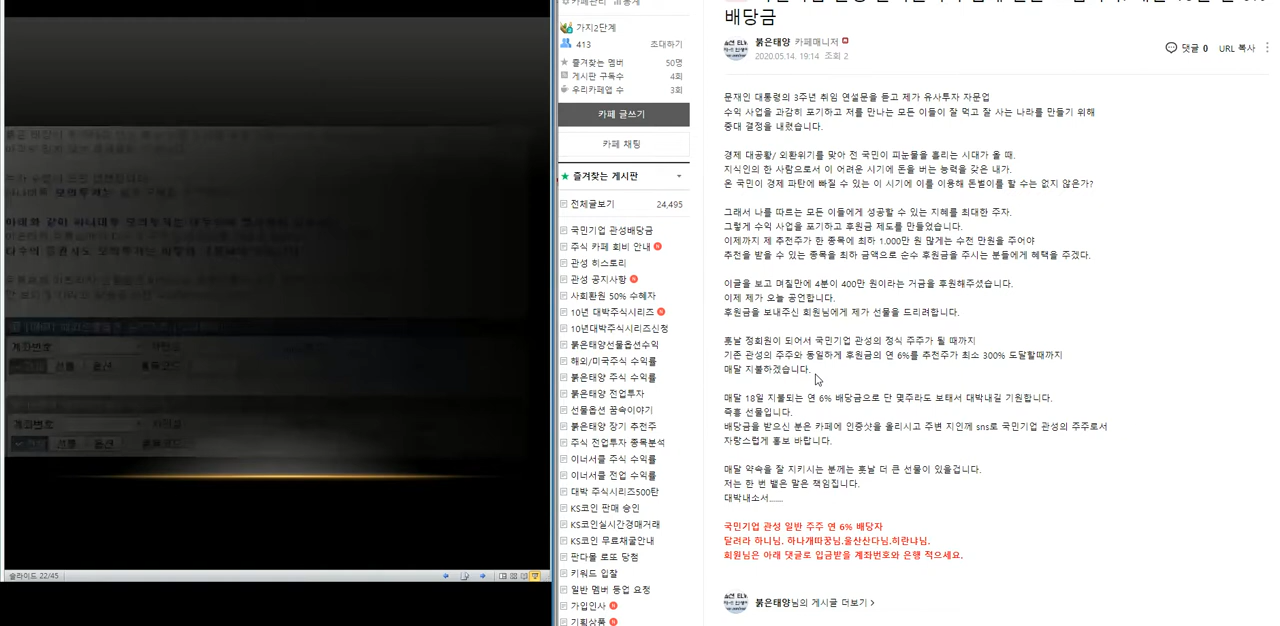 계좌번호
계좌번호
슬라이드 22/45
가지2단계
413
초대하기
즐겨찾는 멤버
50명
게시판 구독수
4회
우리카페앱 수
3회
카페 글쓰기
카페 채팅
즐겨찾는 게시판
전체글보기
24,495
국민기업 관성배당금
주식 카페 회비 안내
관성 히스토리
관성 공지사항
사회환원 50% 수혜자
10년 대박주식시리즈
10년대박주식시리즈신청
붉은태양선물옵션수익
해외/미국주식 수익률
붉은태양 주식 수익률
붉은태양 전업투자
선물옵션 꿈속이야기
붉은태양 장기 추천주
주식 전업투자 종목분석
이너서클 주식 수익률
이너서클 전업 수익률
대박 주식시리즈500탄
KS코인 판매 승인
KS코인실시간경매거래
KS코인 무료채굴안내
판다몰 로또 당첨
키워드 입찰
일반 멤버 등업 요청
가입인사
기획상품
배당금
붉은태양 카페매니저
2020.05.14. 19:14 조회 2
댓글 0
URL 복사
문재인 대통령의 3주년 취임 연설문을 듣고 제가 유사투자 자문업
수익 사업을 과감히 포기하고 저를 만나는 모든 이들이 잘 먹고 잘 사는 나라를 만들기 위해
중대 결정을 내렸습니다.
경제 대공황/ 외환위기를 맞아 전 국민이 피눈물을 흘리는 시대가 올 때.
지식인의 한 사람으로서 이 어려운 시기에 돈을 버는 능력을 갖은 내가.
온 국민이 경제 파탄에 빠질 수 있는 이 시기에 이를 이용해 돈벌이를 할 수는 없지 않은가?
그래서 나를 따르는 모든 이들에게 성공할 수 있는 지혜를 최대한 주자.
그렇게 수익 사업을 포기하고 후원금 제도를 만들었습니다.
이제까지 제 추천주가 한 종목에 최하 1.000만 원 많게는 수천 만원을 주어야
추천을 받을 수 있는 종목을 최하 금액으로 순수 후원금을 주시는 분들에게 혜택을 주겠다.
이글을 보고 며칠만에 4분이 400만 원이라는 거금을 후원해주셨습니다.
이제 제가 오늘 공언합니다.
후원금을 보내주신 회원님에게 제가 선물을 드리려합니다.
훗날 정회원이 되어서 국민기업 관성의 정식 주주가 될 때까지
기존 관성의 주주와 동일하게 후원금의 연 6%를 추천주가 최소 300% 도달할때까지
매달 지불하겠습니다.
매달 18일 지불되는 연 6% 배당금으로 단 몇주라도 보태서 대박내길 기원합니다.
즉흥 선물입니다.
배당금을 받으신 분은 카페에 인증샷을 올리시고 주변 지인께 sns로 국민기업 관성의 주주로서
자랑스럽게 홍보 바랍니다.
매달 약속을 잘 지키시는 분께는 훗날 더 큰 선물이 있을겁니다.
저는 한 번 뱉은 말은 책임집니다.
대박내소서......
국민기업 관성 일반 주주 연 6% 배당자
달려라 하니님, 하나개따꿍님,울산산다님,히란나님.
회원님은 아래 댓글로 입금받을 계좌번호와 은행 적으세요.
붉은태양님의 게시글 더보기 >